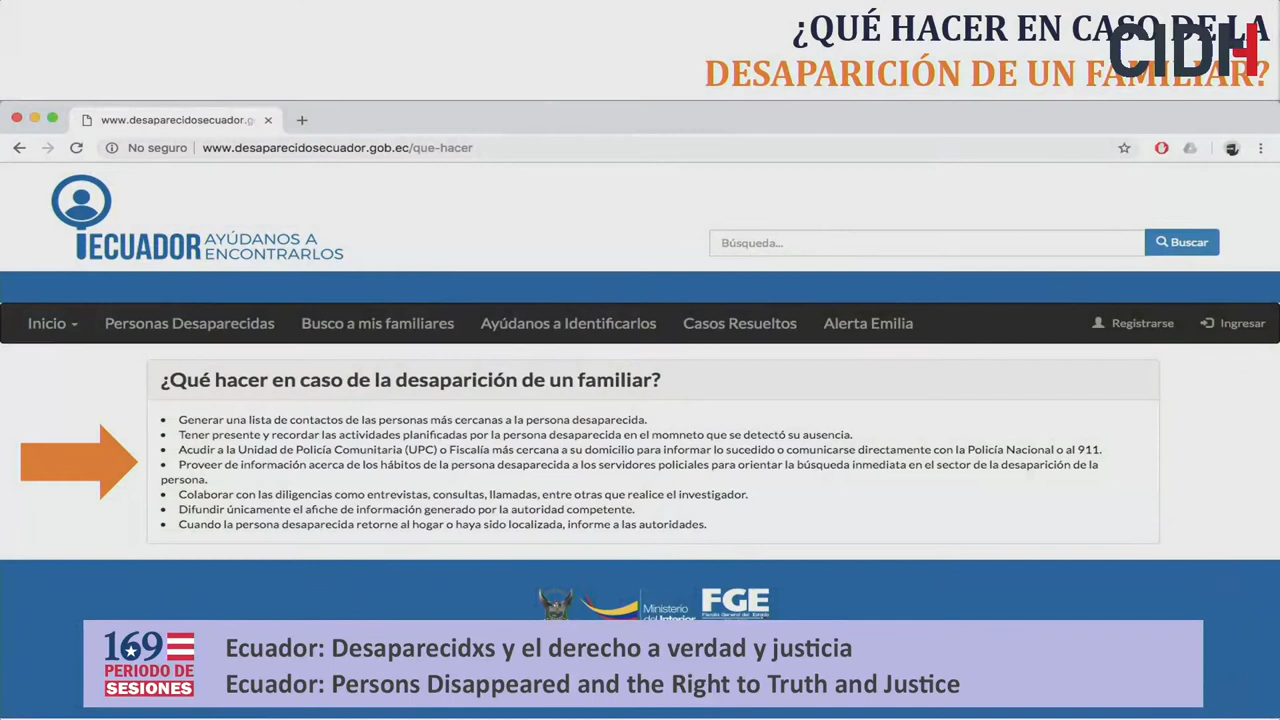 ¿QUÉ HACER EN CASO DE LA
DESAPARICIÓN DE UN FAMILIAR?
CIDH
www.desaparecidosecuador.g
No seguro
www.desaparecidosecuador.gob.ec/que-hacer
ECUADOR AYÚDANOS A
ENCONTRARLOS
Búsqueda...
Buscar
Inicio Personas Desaparecidas Busco a mis familiares Ayúdanos a Identificarlos Casos Resueltos Alerta Emilia Registrarse Ingresar
¿Qué hacer en caso de la desaparición de un familiar?
• Generar una lista de contactos de las personas más cercanas a la persona desaparecida.
• Tener presente y recordar las actividades planificadas por la persona desaparecida en el momneto que se detectó su ausencia.
• Acudir a la Unidad de Policía Comunitaria (UPC) o Fiscalía más cercana a su domicilio para informar lo sucedido o comunicarse directamente con la Policía Nacional o al 911.
• Proveer de información acerca de los hábitos de la persona desaparecida a los servidores policiales para orientar la búsqueda inmediata en el sector de la desaparición de la
persona.
• Colaborar con las diligencias como entrevistas, consultas, llamadas, entre otras que realice el investigador.
• Difundir únicamente el afiche de información generado por la autoridad competente.
• Cuando la persona desaparecida retorne al hogar o haya sido localizada, informe a las autoridades.
Ministerio
del Interior
FGE
Fiscalía General del Estado
169
PERIODO DE
SESIONES
Ecuador: Desaparecidxs y el derecho a verdad y justicia
Ecuador: Persons Disappeared and the Right to Truth and Justice